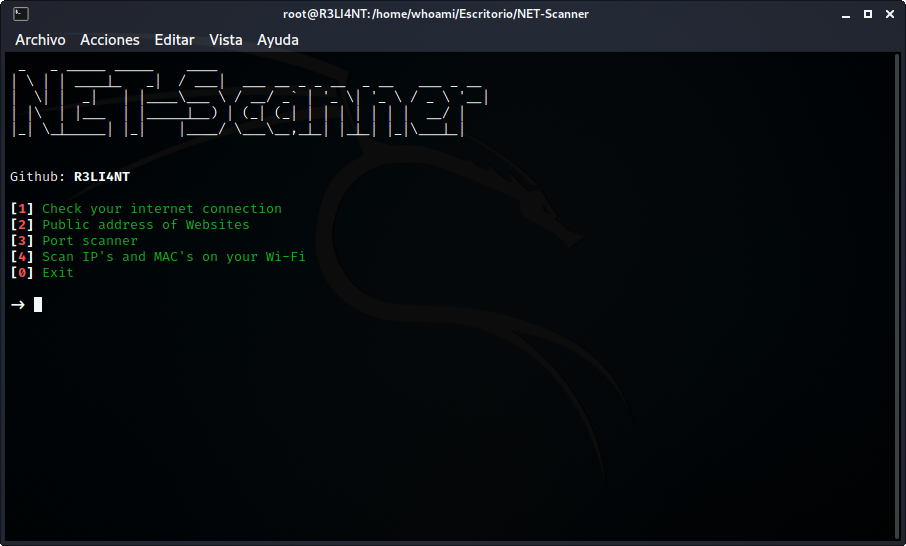 root@R3LI4NT:/home/whoami/Escritorio/NET-Scanner
Archivo Acciones Editar Vista Ayuda
NET-Scanner
Github: R3LI4NT
[1] Check your internet connection
[2] Public address of Websites
[3] Port scanner
[4] Scan IP's and MAC's on your Wi-Fi
[0] Exit
→